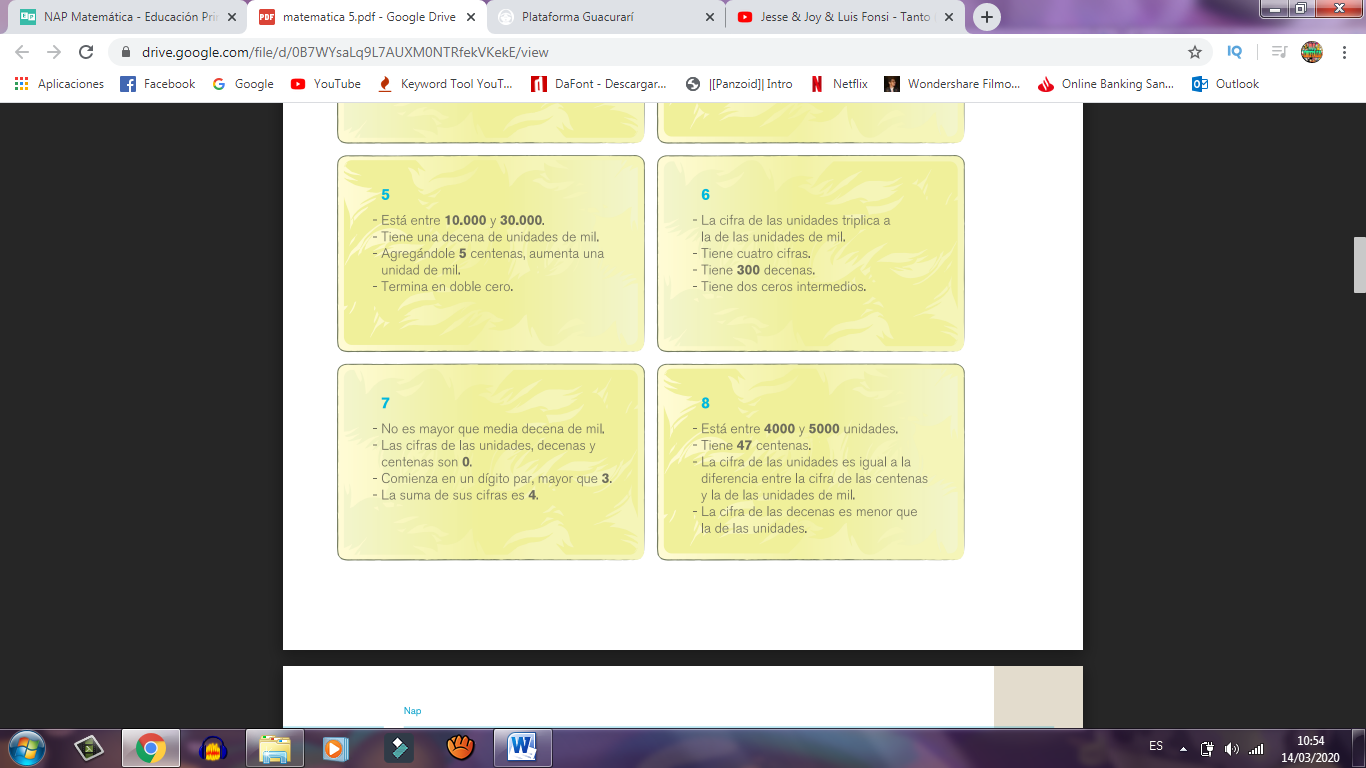 NAP Matemática - Educación Pri
matematica 5.pdf - Google Drive
Plataforma Guacurarí
Jesse & Joy & Luis Fonsi - Tanto
drive.google.com/file/d/0B7WYsaLq9L7AUXM0NTRfekVKekE/view
IQ
Aplicaciones
Facebook
Google
YouTube
Keyword Tool YouT...
DaFont - Descargar...
|[Panzoid]| Intro
Netflix
Wondershare Filmo...
Online Banking San...
Outlook
5
- Está entre 10.000 y 30.000.
- Tiene una decena de unidades de mil.
- Agregándole 5 centenas, aumenta una
unidad de mil.
- Termina en doble cero.
6
- La cifra de las unidades triplica a
la de las unidades de mil.
- Tiene cuatro cifras.
- Tiene 300 decenas.
- Tiene dos ceros intermedios.
7
- No es mayor que media decena de mil.
- Las cifras de las unidades, decenas y
centenas son 0.
- Comienza en un dígito par, mayor que 3.
- La suma de sus cifras es 4.
8
- Está entre 4000 y 5000 unidades.
- Tiene 47 centenas.
- La cifra de las unidades es igual a la
diferencia entre la cifra de las centenas
y la de las unidades de mil.
- La cifra de las decenas es menor que
la de las unidades.
Nap
ES
10:54
14/03/2020